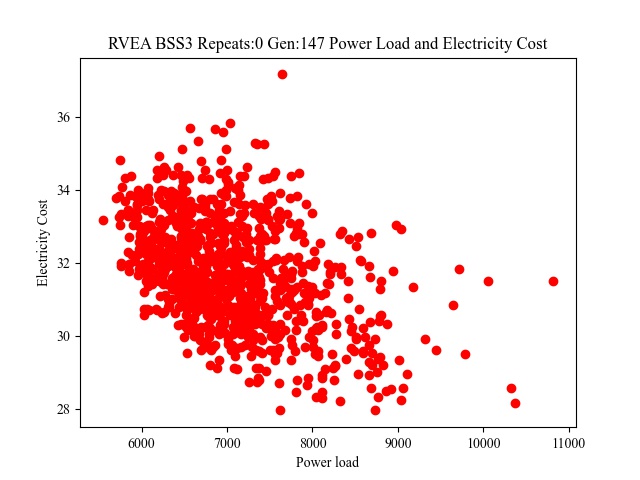 RVEA BSS3 Repeats:0 Gen:147 Power Load and Electricity Cost
36
34
32
30
28
Electricity Cost
6000 7000 8000 9000 10000 11000
Power load